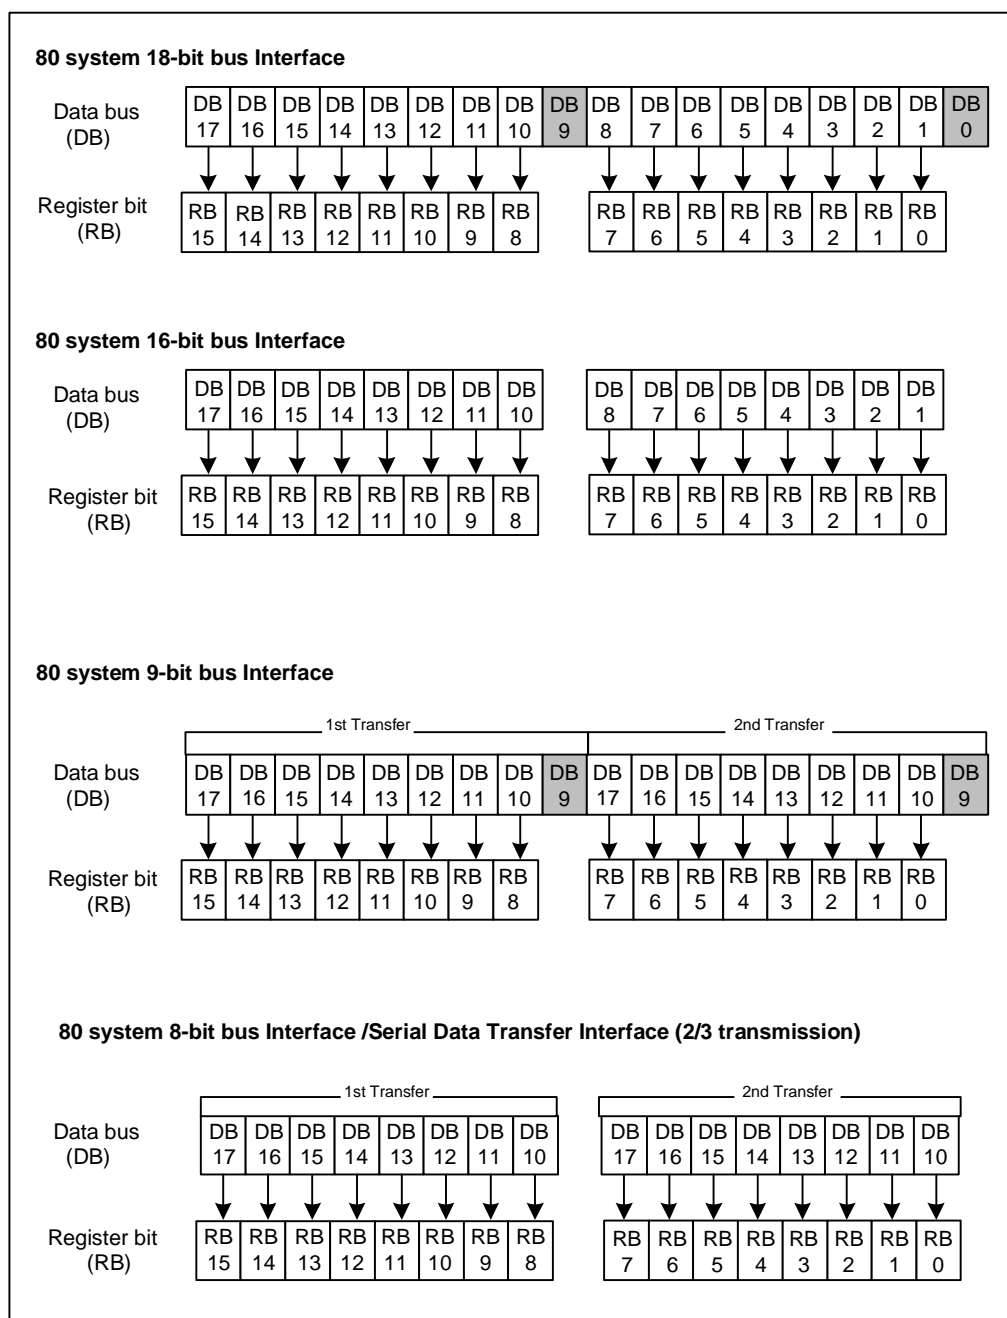 80 system 18-bit bus Interface
Data bus
(DB)
DB DB DB DB DB DB DB DB DB DB DB DB DB DB DB DB DB DB
17 16 15 14 13 12 11 10 9 8 7 6 5 4 3 2 1 0
Register bit
(RB)
RB RB RB RB RB RB RB RB RB RB RB RB RB RB RB RB
15 14 13 12 11 10 9 8 7 6 5 4 3 2 1 0
80 system 16-bit bus Interface
Data bus
(DB)
DB DB DB DB DB DB DB DB DB DB DB DB DB DB DB DB
17 16 15 14 13 12 11 10 8 7 6 5 4 3 2 1
Register bit
(RB)
RB RB RB RB RB RB RB RB RB RB RB RB RB RB RB RB
15 14 13 12 11 10 9 8 7 6 5 4 3 2 1 0
80 system 9-bit bus Interface
1st Transfer 2nd Transfer
Data bus
(DB)
DB DB DB DB DB DB DB DB DB DB DB DB DB DB DB DB DB DB
17 16 15 14 13 12 11 10 9 17 16 15 14 13 12 11 10 9
Register bit
(RB)
RB RB RB RB RB RB RB RB RB RB RB RB RB RB RB RB
15 14 13 12 11 10 9 8 7 6 5 4 3 2 1 0
80 system 8-bit bus Interface /Serial Data Transfer Interface (2/3 transmission)
1st Transfer 2nd Transfer
Data bus
(DB)
DB DB DB DB DB DB DB DB DB DB DB DB DB DB DB DB
17 16 15 14 13 12 11 10 17 16 15 14 13 12 11 10
Register bit
(RB)
RB RB RB RB RB RB RB RB RB RB RB RB RB RB RB RB
15 14 13 12 11 10 9 8 7 6 5 4 3 2 1 0